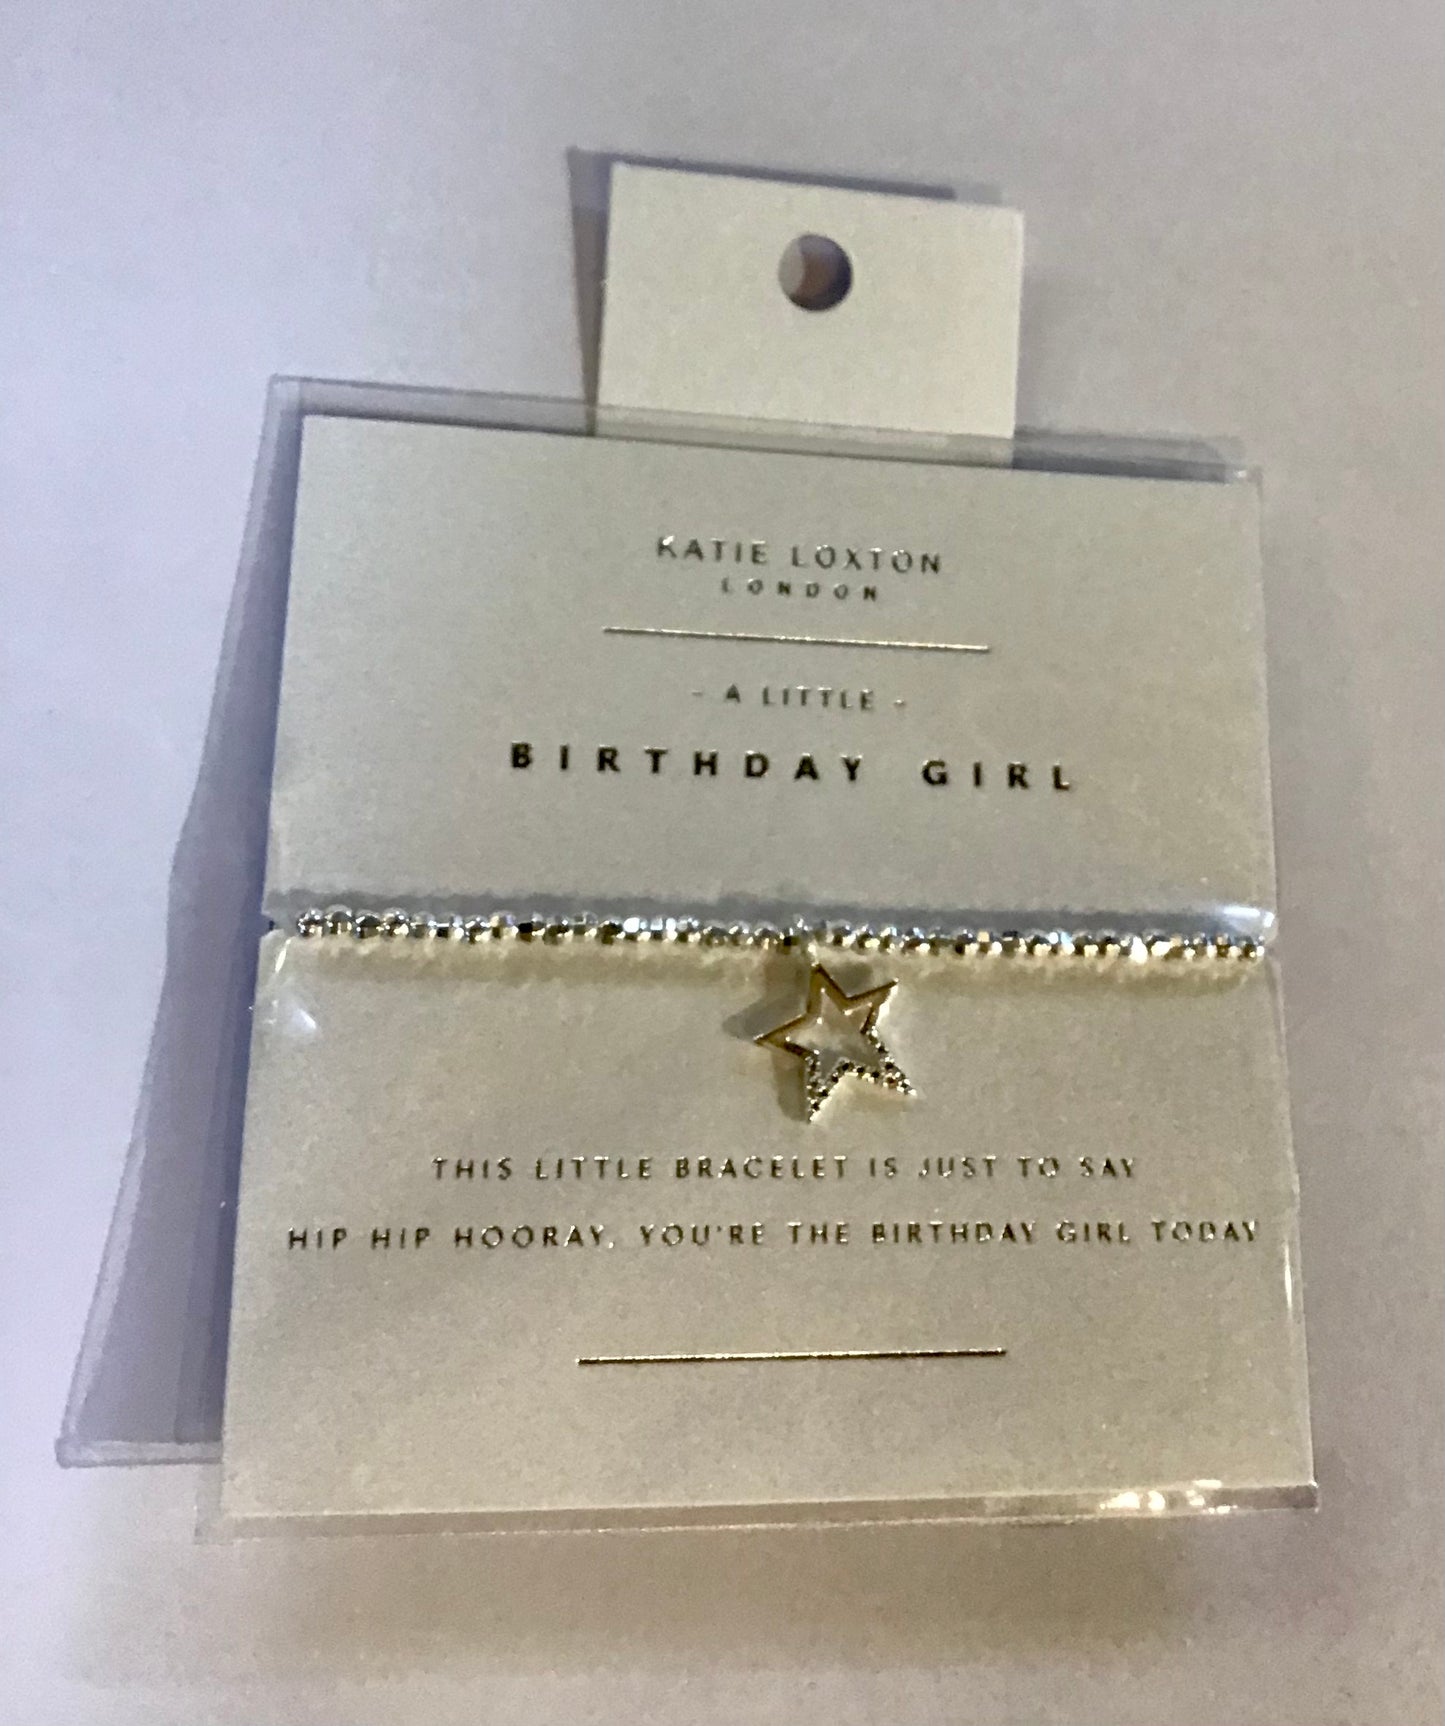 KATIE LOXTON
LONDON
- A LITTLE -
BIRTHDAY GIRL
THIS LITTLE BRACELET IS JUST TO SAY
HIP HIP HOORAY, YOU'RE THE BIRTHDAY GIRL TODAY